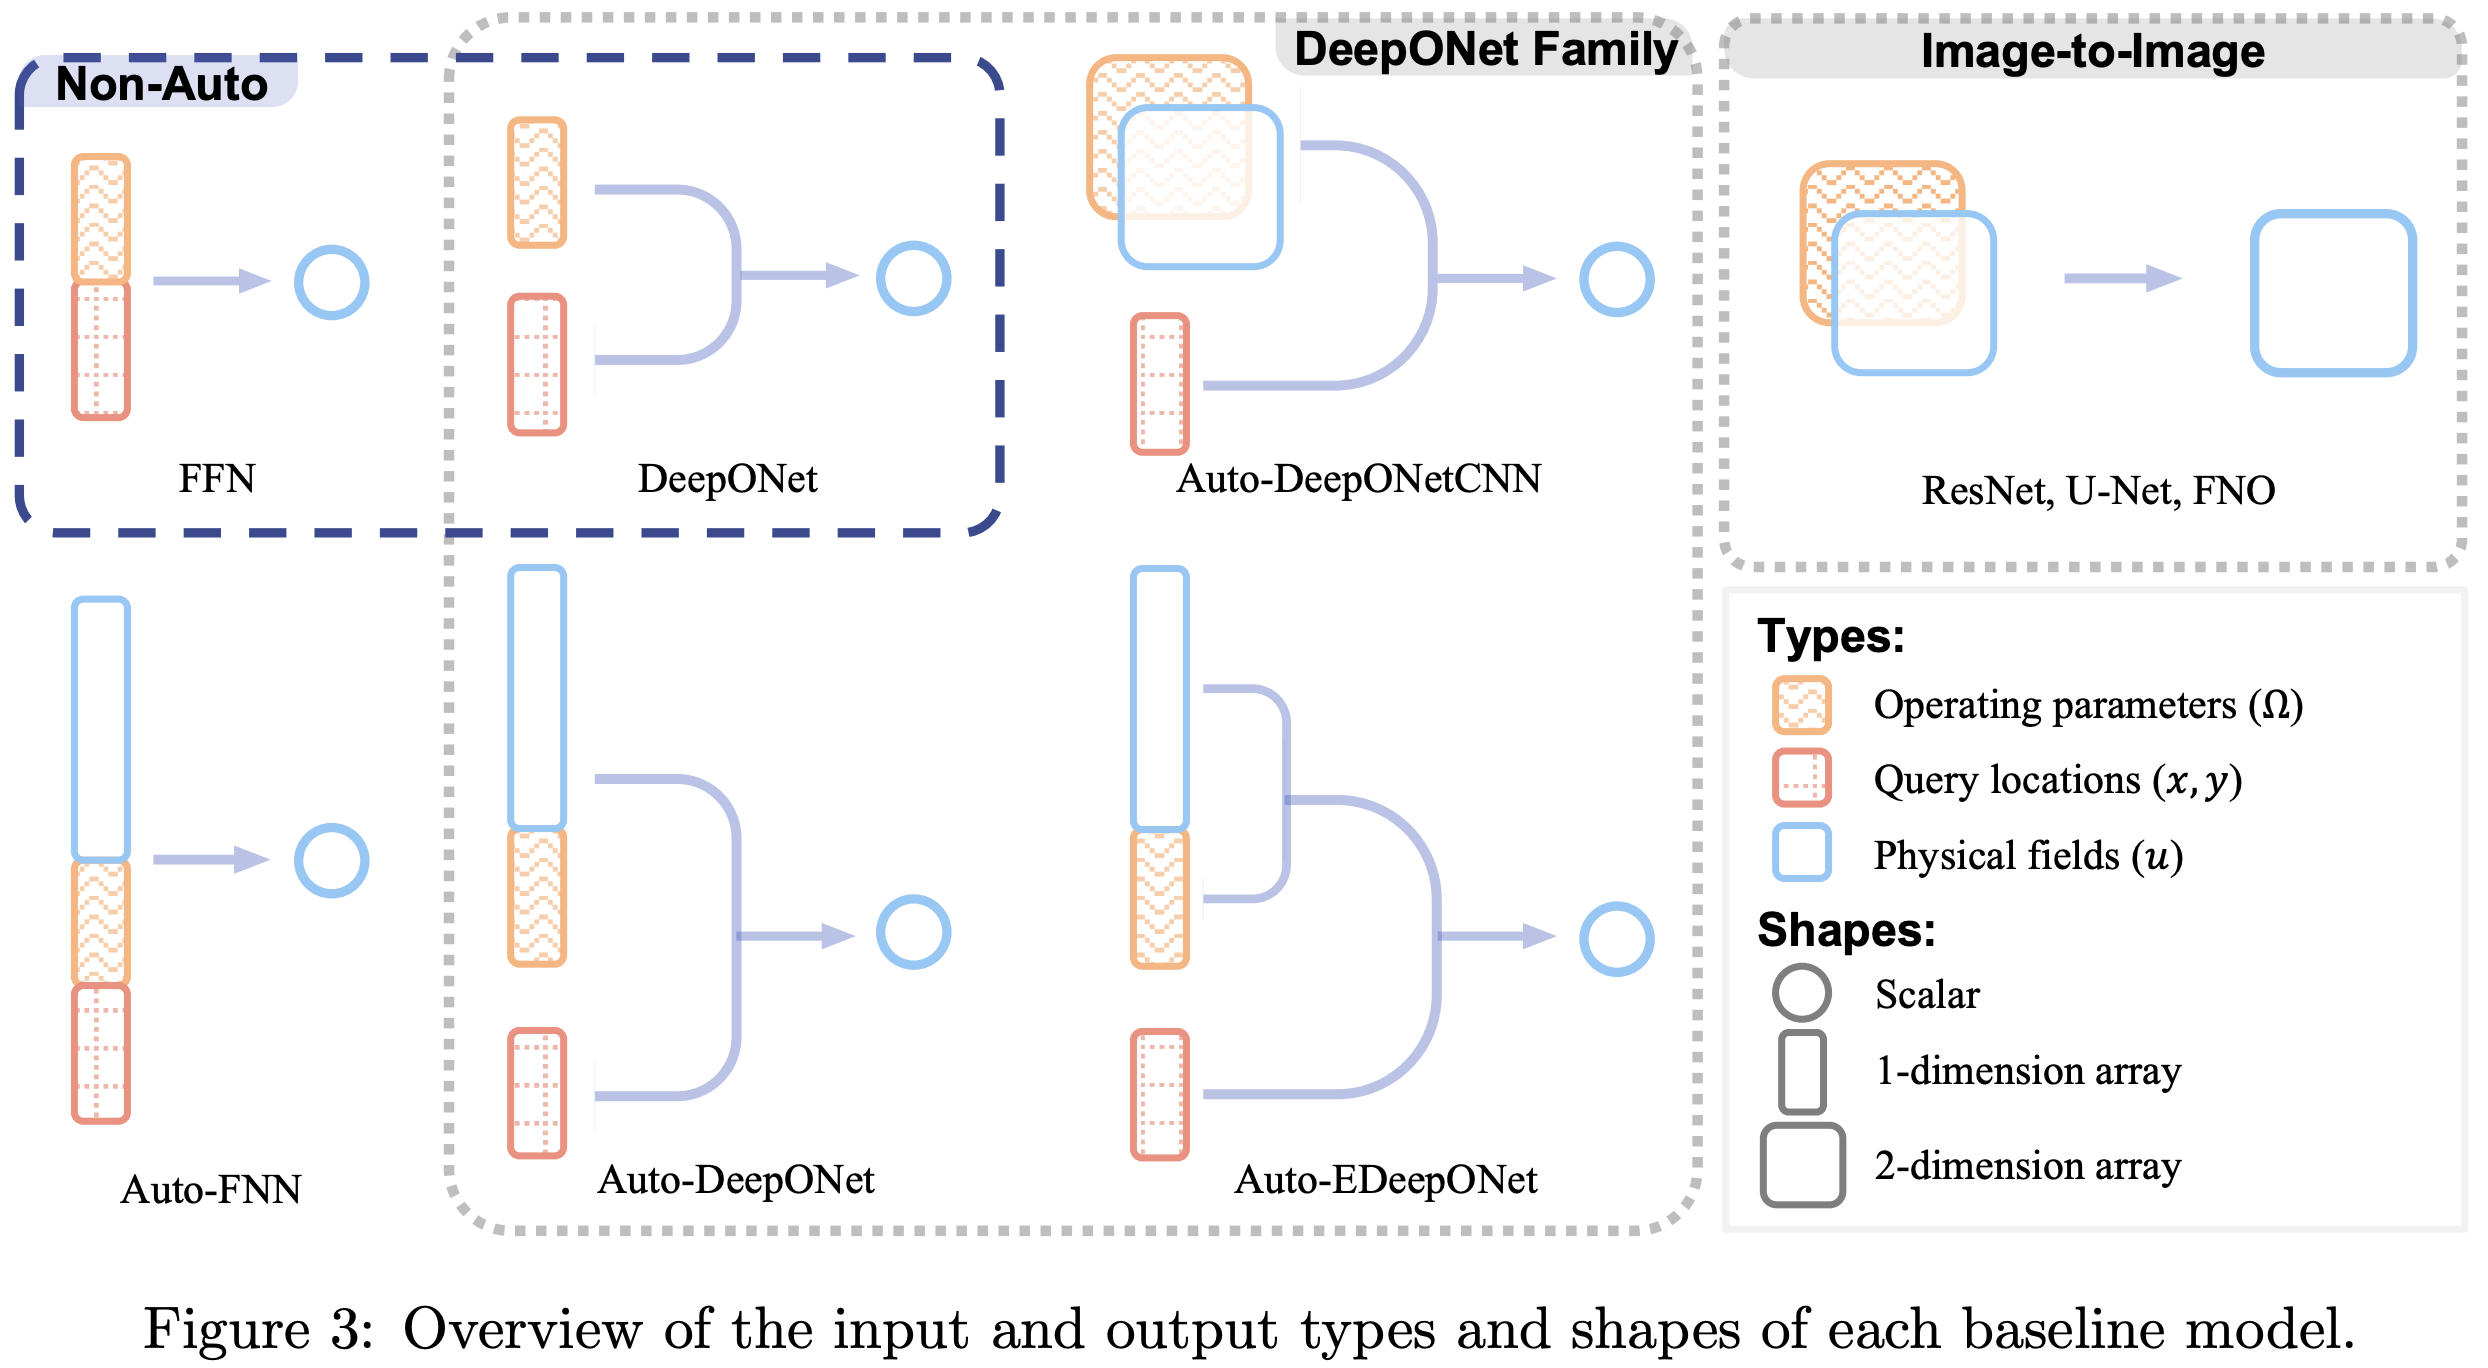 Non-Auto
DeepONet Family
Image-to-Image
FFN
DeepONet
Auto-DeepONetCNN
ResNet, U-Net, FNO
Auto-FNN
Auto-DeepONet
Auto-EDeepONet
Types:
Operating parameters (Ω)
Query locations (x, y)
Physical fields (u)
Shapes:
Scalar
1-dimension array
2-dimension array
Figure 3: Overview of the input and output types and shapes of each baseline model.